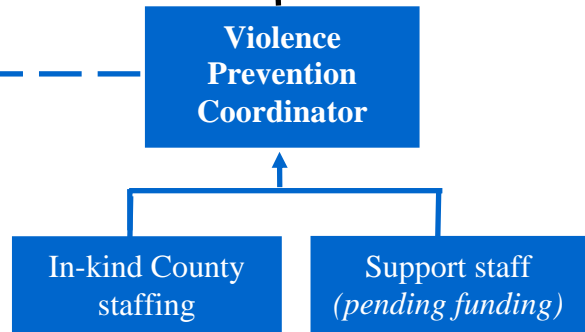 Violence
Prevention
Coordinator
In-kind County
staffing
Support staff
(pending funding)